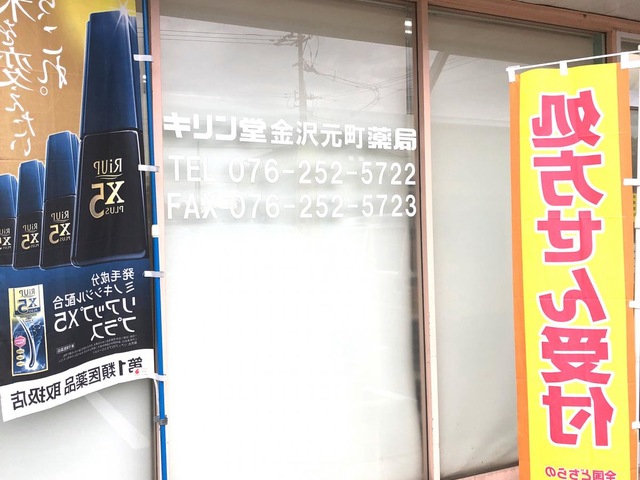 これ。
RiUP
X5
PLUS
発毛成分
ミノキシジル配合
リアップX5
プラス
第1類医薬品 取扱店
キリン堂 金沢元町薬局
TEL 076-252-5722
FAX 076-252-5723
処方せん受付
全国どちらの